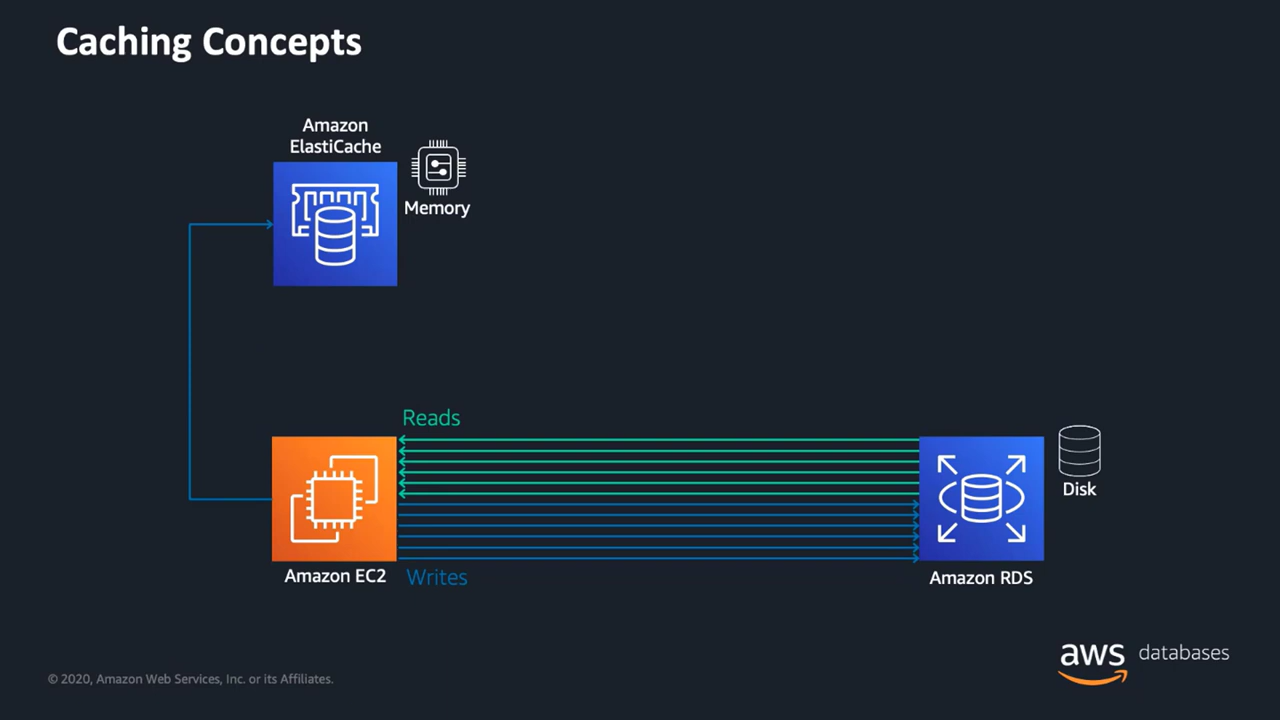 Caching Concepts
Amazon
ElastiCache
Memory
Reads
Disk
Amazon EC2
Writes
Amazon RDS
aws databases
© 2020, Amazon Web Services, Inc. or its Affiliates.